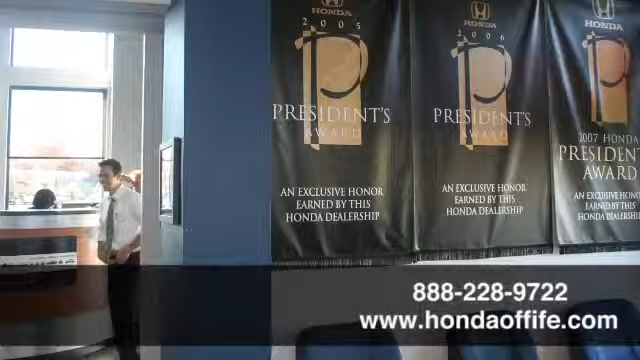 HONDA
2005
PRESIDENT'S
AWARD
AN EXCLUSIVE HONOR
EARNED BY THIS
HONDA DEALERSHIP
HONDA
2006
PRESIDENT'S
AWARD
AN EXCLUSIVE HONOR
EARNED BY THIS
HONDA DEALERSHIP
HONDA
2007 HONDA
PRESIDENT'
AWARD
AN EXCLUSIVE HONOR
EARNED BY THIS
HONDA DEALERSHIP
888-228-9722
www.hondaoffife.com